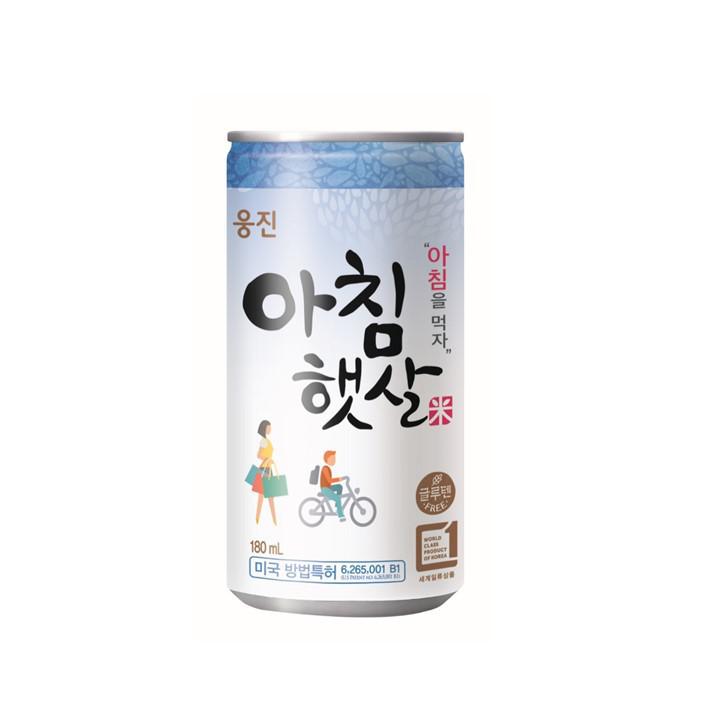 웅진
아침
햇살
米
“아침을 먹자”
글루텐
FREE
WORLD
CLASS
PRODUCT
OF KOREA
1
세계일류상품
180 mL
미국 방법특허 6,265,001 B1